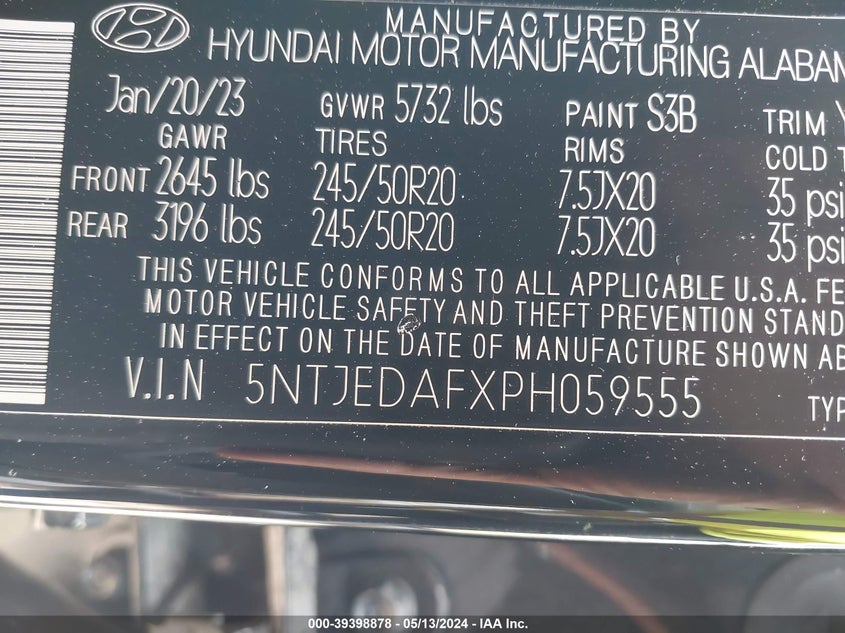 MANUFACTURED BY
HYUNDAI MOTOR MANUFACTURING ALABAM
Jan/20/23 GVWR 5732 lbs PAINT S3B TRIM
GAWR TIRES RIMS COLD T
FRONT 2645 lbs 245/50R20 7.5JX20 35 psi
REAR 3196 lbs 245/50R20 7.5JX20 35 psi
THIS VEHICLE CONFORMS TO ALL APPLICABLE U.S.A. FE
MOTOR VEHICLE SAFETY AND THEFT PREVENTION STAND
IN EFFECT ON THE DATE OF MANUFACTURE SHOWN AB
V.I.N 5NTJEDAFXPH059555 TYP
000-39398878 - 05/13/2024 - IAA Inc.